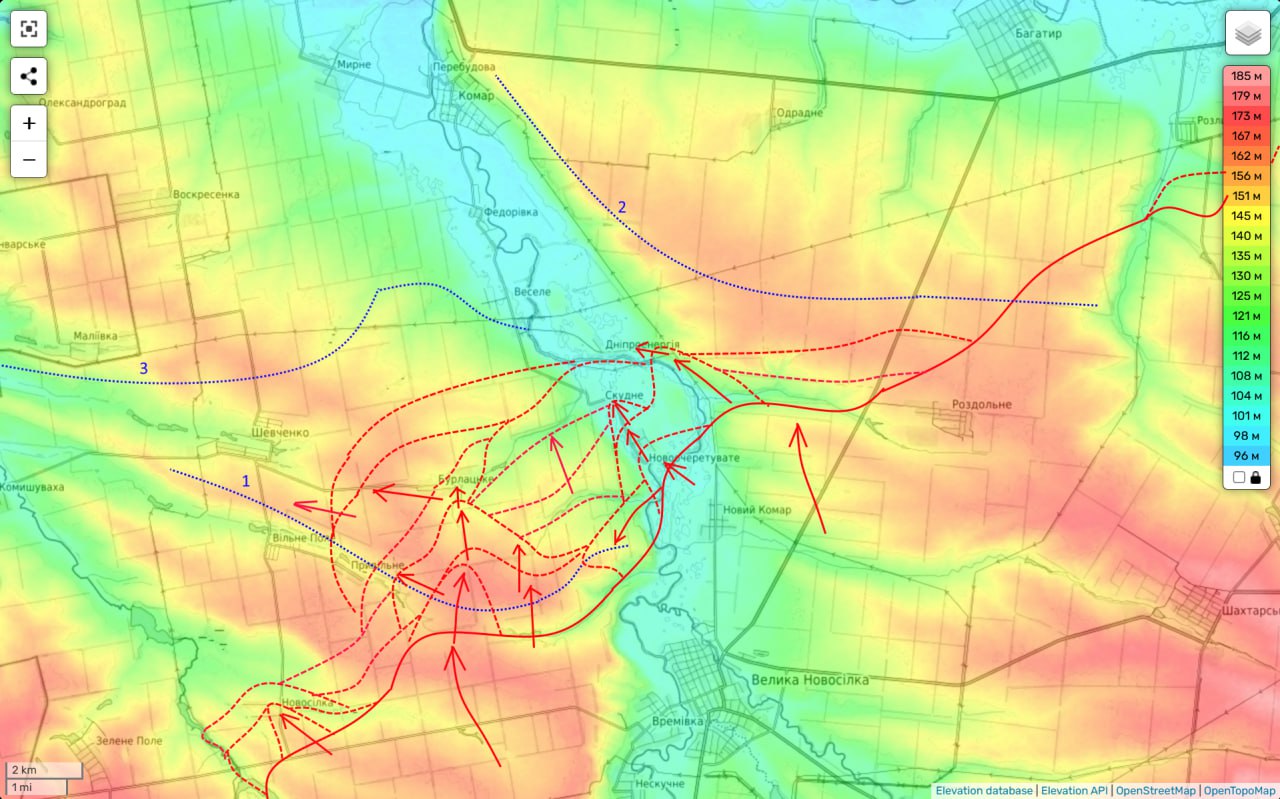 Багатир
Мирне
Перебудова
Комар
Олександроград
Одрадне
Розл
Воскресенка
2
Федорівка
нварське
Веселе
Маліївка
Дніпроенергія
3
Скудне
Роздольне
Шевченко
Новочеретувате
Бурлацьке
1
Комишуваха
Новий Комар
Вільне По
Привільне
Шахтарсь
Велика Новосілка
Новосілка
Времівка
Зелене Поле
Нескучне
+
−
185 м
179 м
173 м
167 м
162 м
156 м
151 м
145 м
140 м
135 м
130 м
125 м
121 м
116 м
112 м
108 м
104 м
101 м
98 м
96 м
2 km
1 mi
Elevation database | Elevation API | OpenStreetMap | OpenTopoMap